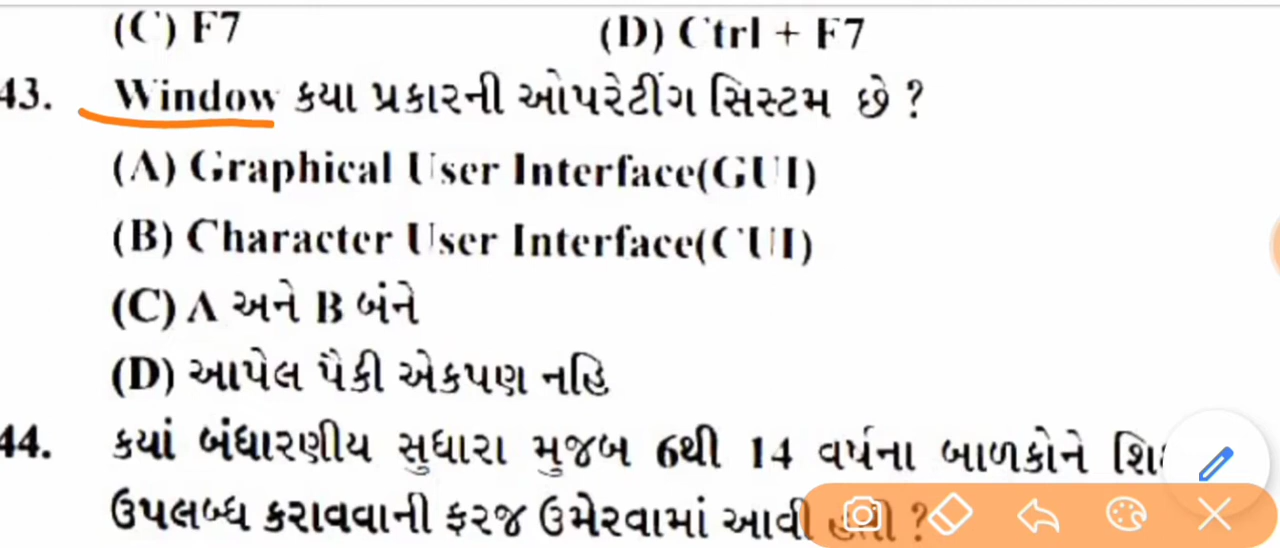 (C) F7 (D) Ctrl + F7
43. Window કયા પ્રકારની ઓપરેટીંગ સિસ્ટમ છે ?
(A) Graphical User Interface(GUI)
(B) Character User Interface(CUI)
(C) A અને B બંને
(D) આપેલ પૈકી એકપણ નહિ
44. કયાં બંધારણીય સુધારા મુજબ 6થી 14 વર્ષના બાળકોને
ઉપલબ્ધ કરાવવાની ફરજ ઉમેરવામાં આવી હતી ?